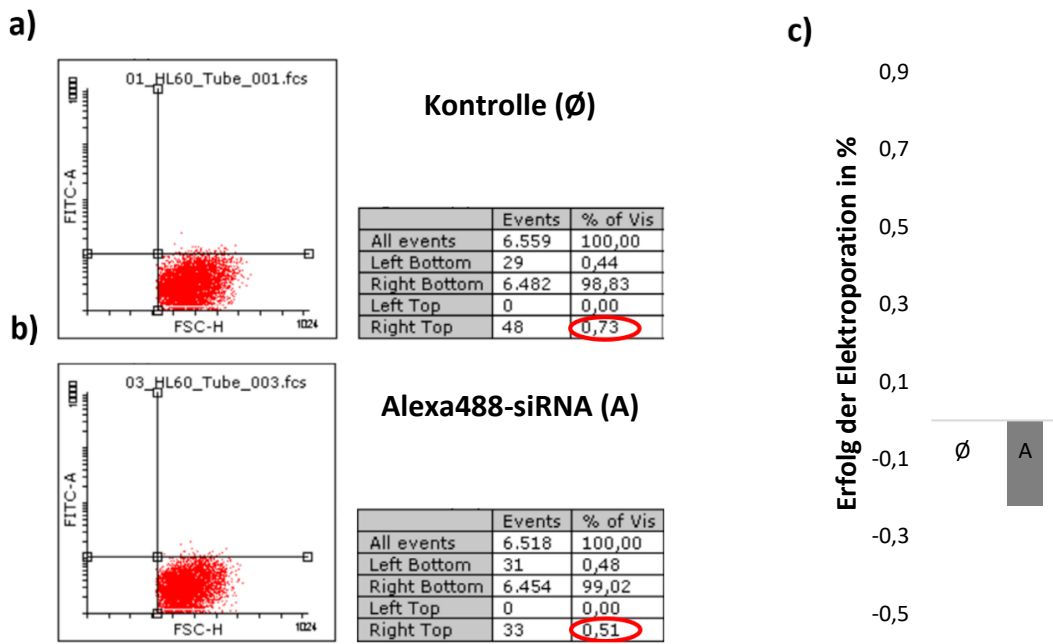 a)
01_HL60_Tube_001.fcs
FITC-A
FSC-H
1024
Kontrolle (Ø)
Events % of Vis
All events 6.559 100,00
Left Bottom 29 0,44
Right Bottom 6.482 98,83
Left Top 0 0,00
Right Top 48 0,73
b)
03_HL60_Tube_003.fcs
FITC-A
FSC-H
1024
Alexa488-siRNA (A)
Events % of Vis
All events 6.518 100,00
Left Bottom 31 0,48
Right Bottom 6.454 99,02
Left Top 0 0,00
Right Top 33 0,51
c)
Erfolg der Elektroporation in %
0,9
0,7
0,5
0,3
0,1
-0,1
-0,3
-0,5
Ø
A